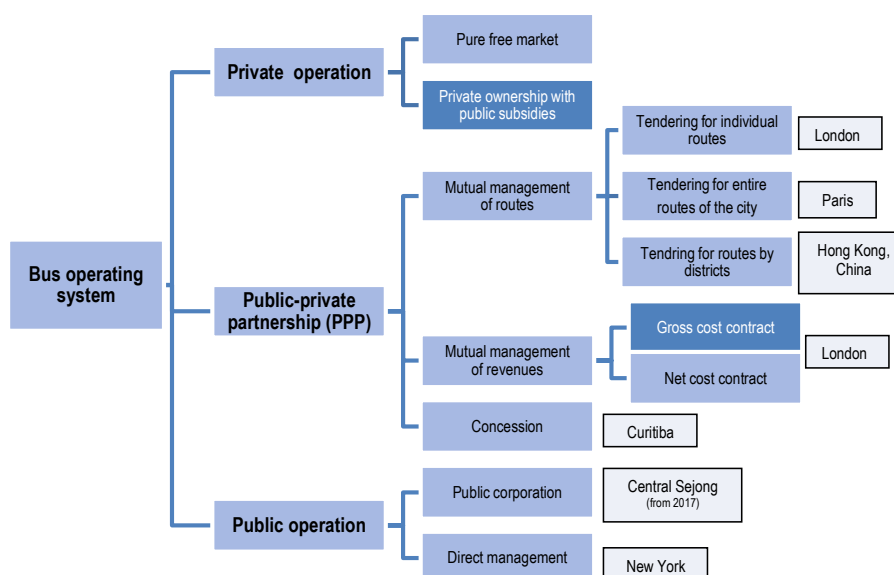 Pure free market
Private operation
Private ownership with
public subsidies
Tendering for individual
routes
London
Mutual management
of routes
Tendering for entire
routes of the city
Paris
Tendring for routes by
districts
Hong Kong,
China
Bus operating
system
Public-private
partnership (PPP)
Gross cost contract
Mutual management
of revenues
London
Net cost contract
Concession
Curitiba
Public corporation
Central Sejong
(from 2017)
Public operation
Direct management
New York